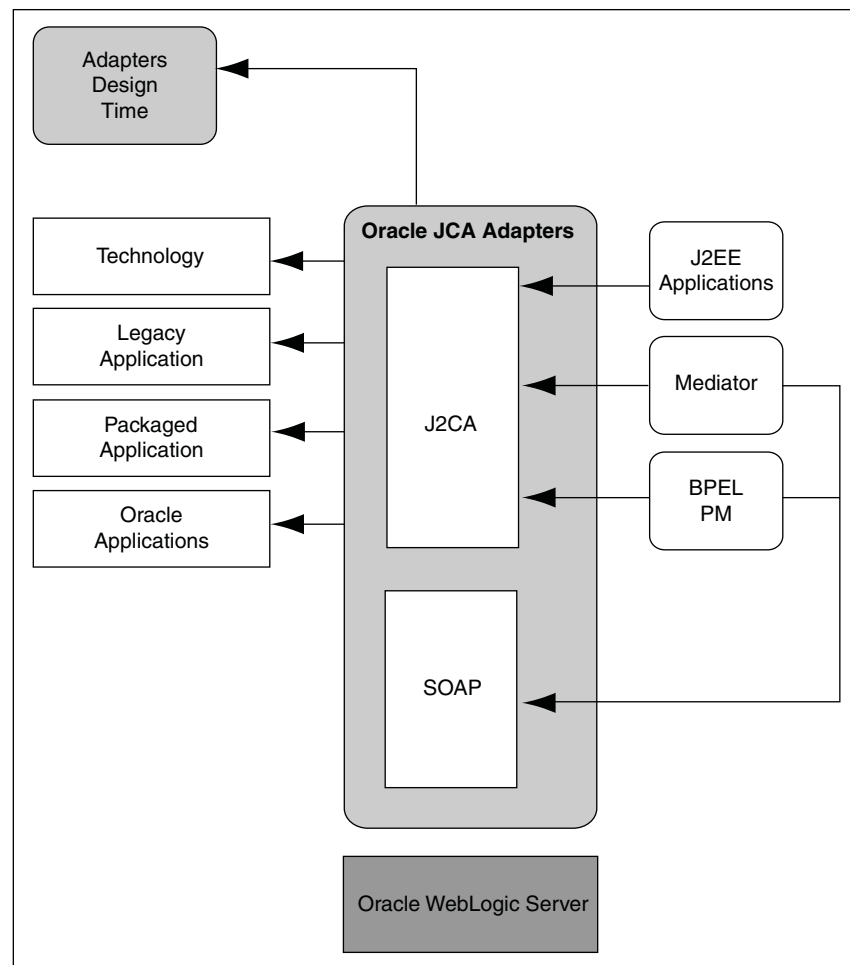 Adapters
Design
Time
Oracle JCA Adapters
Technology
Legacy
Application
Packaged
Application
Oracle
Applications
J2CA
SOAP
J2EE
Applications
Mediator
BPEL
PM
Oracle WebLogic Server